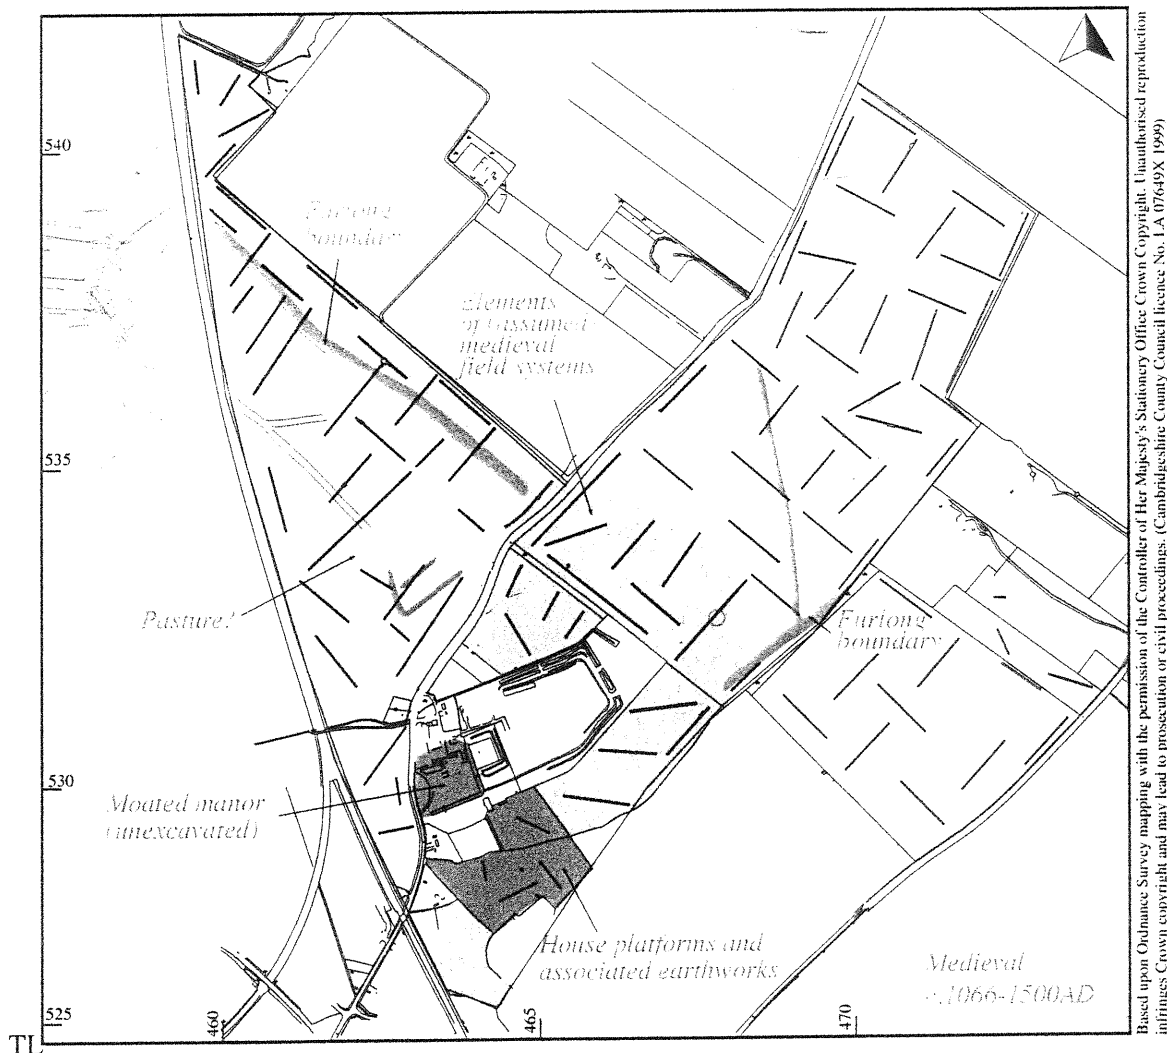 540
535
530
525
460
465
470
TL
Furlong
boundary
Elements
of (assumed)
medieval
field systems
Pasture?
Furlong
boundary
Moated manor
(unexcavated)
House platforms and
associated earthworks
Medieval
c.1066-1500AD
Based upon Ordnance Survey mapping with the permission of the Controller of Her Majesty's Stationery Office Crown Copyright. Unauthorised reproduction
infringes Crown copyright and may lead to prosecution or civil proceedings. (Cambridgeshire County Council licence No. LA 07649X 1999)